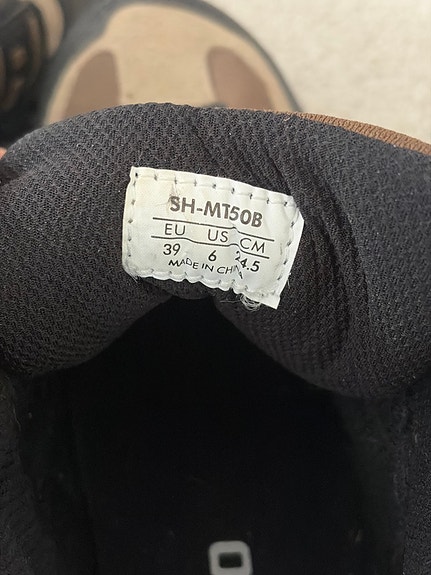 SH-MT50B
EU US CM
39 6 24.5
MADE IN CHINA